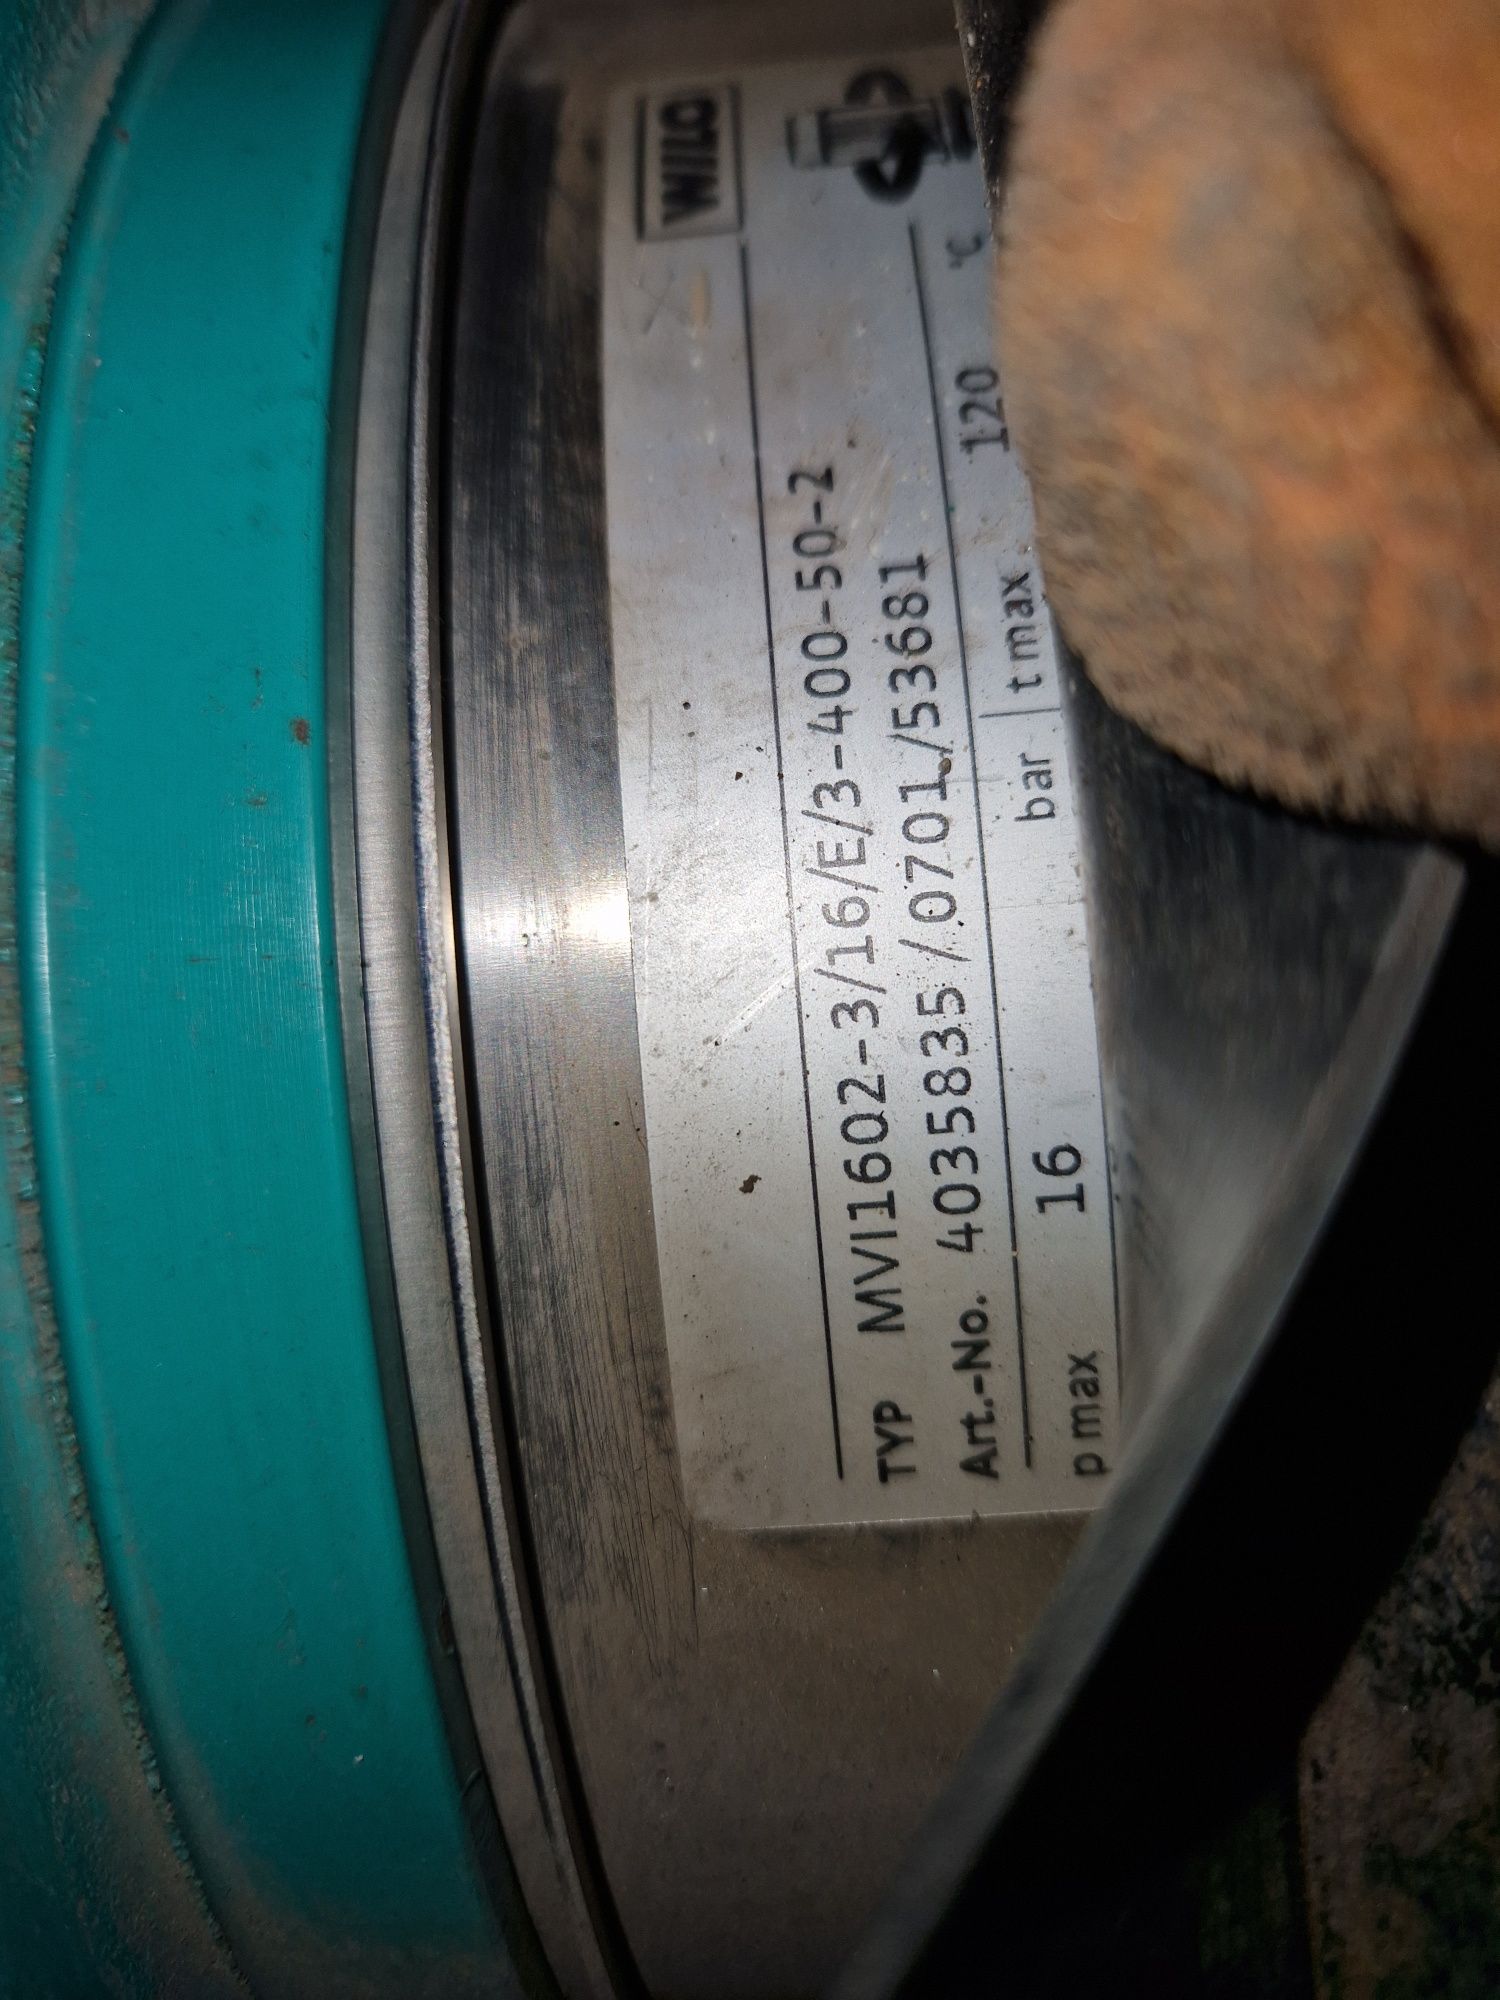 WILO
TYP MVI1602-3/16/E/3-400-50-2
Art.-No. 4035835/0701/53681
p max 16 bar t max 120 °C